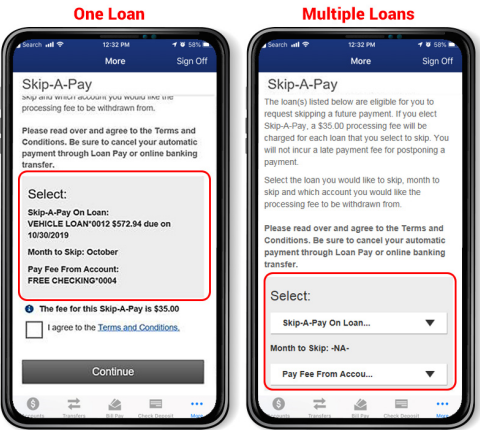 One Loan
Search 12:32 PM 58%
More Sign Off
Skip-A-Pay
skip and which account you would like the
processing fee to be withdrawn from.
Please read over and agree to the Terms and
Conditions. Be sure to cancel your automatic
payment through Loan Pay or online banking
transfer.
Select:
Skip-A-Pay On Loan:
VEHICLE LOAN*0012 $572.94 due on
10/30/2019
Month to Skip: October
Pay Fee From Account:
FREE CHECKING*0004
The fee for this Skip-A-Pay is $35.00
I agree to the Terms and Conditions.
Continue
Accounts Transfers Bill Pay Check Deposit More
Multiple Loans
Search 12:32 PM 58%
More Sign Off
Skip-A-Pay
The loan(s) listed below are eligible for you to
request skipping a future payment. If you elect
Skip-A-Pay, a $35.00 processing fee will be
charged for each loan that you select to skip. You
will not incur a late payment fee for postponing a
payment.
Select the loan you would like to skip, month to
skip and which account you would like the
processing fee to be withdrawn from.
Please read over and agree to the Terms and
Conditions. Be sure to cancel your automatic
payment through Loan Pay or online banking
transfer.
Select:
Skip-A-Pay On Loan...
Month to Skip: -NA-
Pay Fee From Accou...
Accounts Transfers Bill Pay Check Deposit More